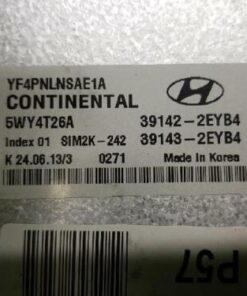 YF4PNLNSAE1A
CONTINENTAL
5WY4T26A 39142-2EYB4
Index 01 SIM2K-242 39143-2EYB4
K 24.06.13/3 0271 Made In Korea
P57